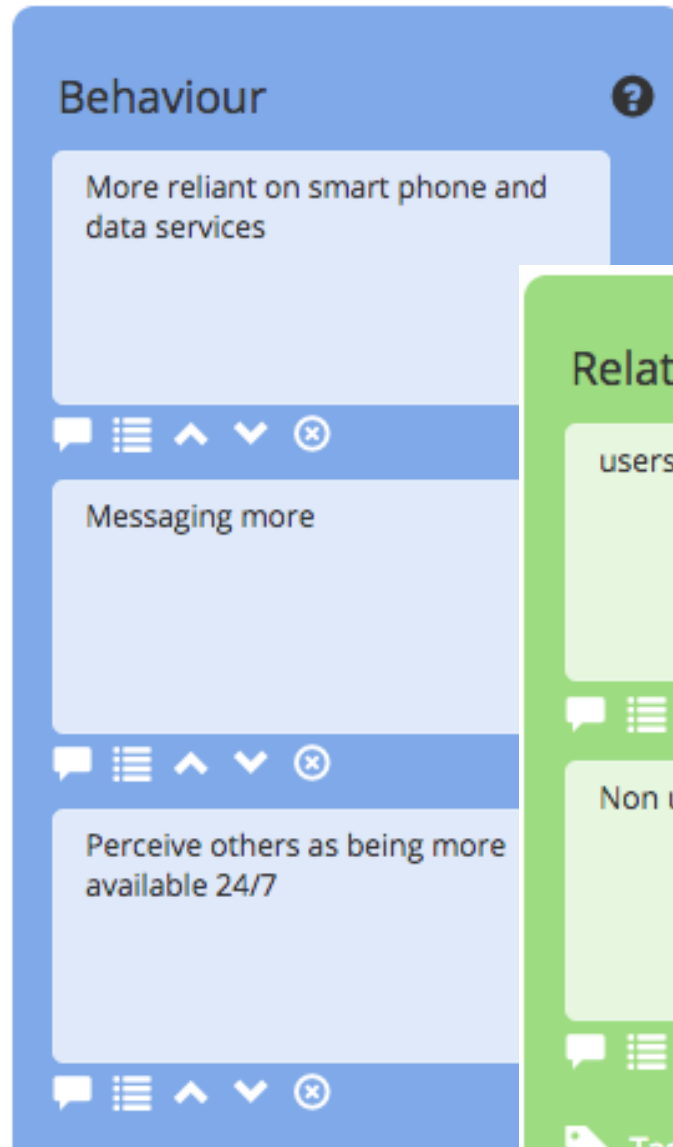 Behaviour
More reliant on smart phone and
data services
Messaging more
Perceive others as being more
available 24/7
users
Non